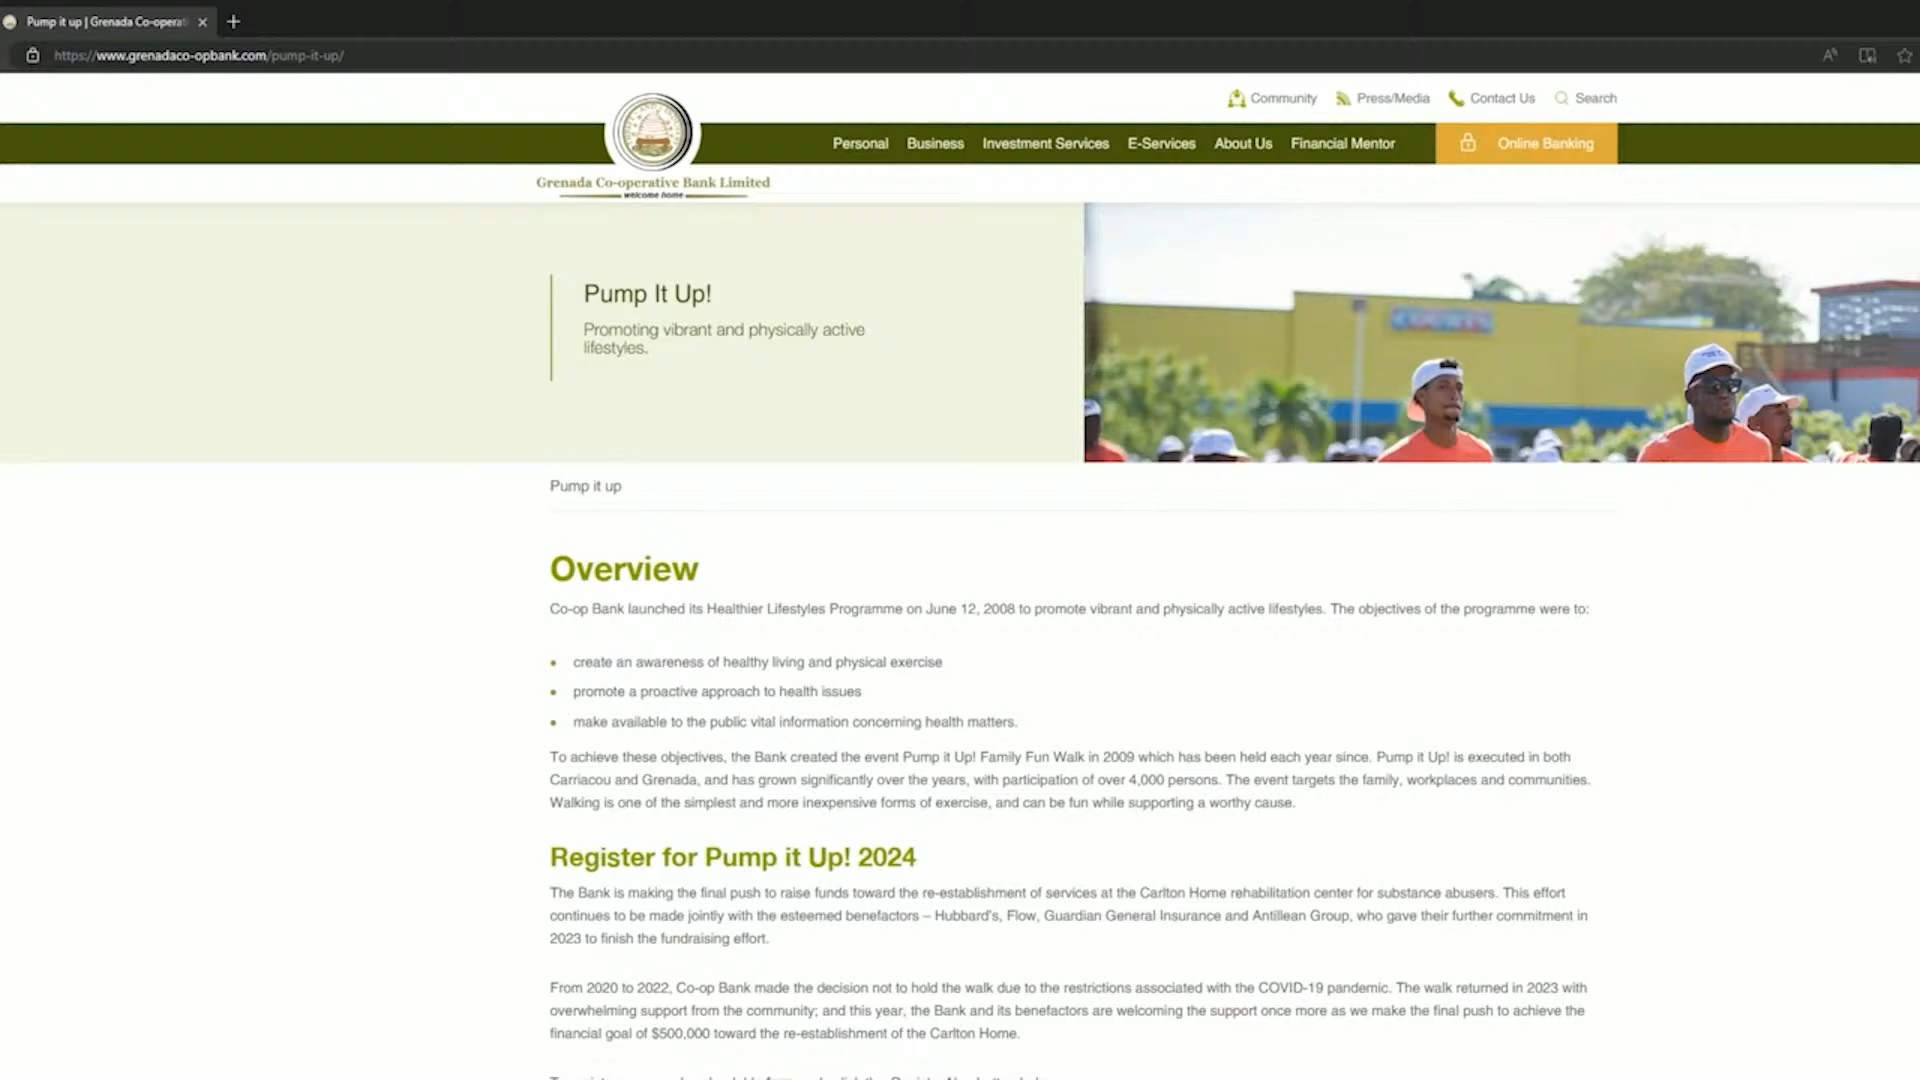 Pump it up | Grenada Co-operati
https://www.grenadaco-opbank.com/pump-it-up/
Community Press/Media Contact Us Search
Personal Business Investment Services E-Services About Us Financial Mentor Online Banking
Grenada Co-operative Bank Limited
welcome home
Pump It Up!
Promoting vibrant and physically active
lifestyles.
Pump it up
Overview
Co-op Bank launched its Healthier Lifestyles Programme on June 12, 2008 to promote vibrant and physically active lifestyles. The objectives of the programme were to:
create an awareness of healthy living and physical exercise
promote a proactive approach to health issues
make available to the public vital information concerning health matters.
To achieve these objectives, the Bank created the event Pump it Up! Family Fun Walk in 2009 which has been held each year since. Pump it Up! is executed in both
Carriacou and Grenada, and has grown significantly over the years, with participation of over 4,000 persons. The event targets the family, workplaces and communities.
Walking is one of the simplest and more inexpensive forms of exercise, and can be fun while supporting a worthy cause.
Register for Pump it Up! 2024
The Bank is making the final push to raise funds toward the re-establishment of services at the Carlton Home rehabilitation center for substance abusers. This effort
continues to be made jointly with the esteemed benefactors – Hubbard's, Flow, Guardian General Insurance and Antillean Group, who gave their further commitment in
2023 to finish the fundraising effort.
From 2020 to 2022, Co-op Bank made the decision not to hold the walk due to the restrictions associated with the COVID-19 pandemic. The walk returned in 2023 with
overwhelming support from the community; and this year, the Bank and its benefactors are welcoming the support once more as we make the final push to achieve the
financial goal of $500,000 toward the re-establishment of the Carlton Home.